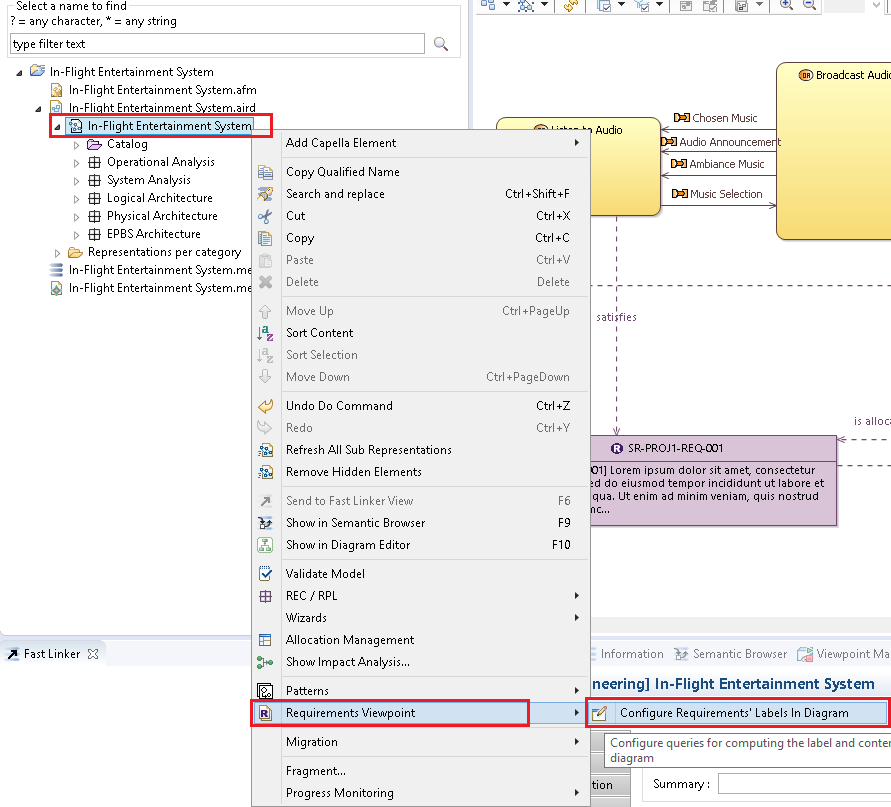 Select a name to find
? = any character, * = any string
type filter text
In-Flight Entertainment System
In-Flight Entertainment System.afm
In-Flight Entertainment System.aird
In-Flight Entertainment System
Catalog
Operational Analysis
System Analysis
Logical Architecture
Physical Architecture
EPBS Architecture
Representations per category
In-Flight Entertainment System.me
In-Flight Entertainment System.me
Add Capella Element
Copy Qualified Name
Search and replace Ctrl+Shift+F
Cut Ctrl+X
Copy Ctrl+C
Paste Ctrl+V
Delete Delete
Move Up Ctrl+PageUp
Sort Content
Sort Selection
Move Down Ctrl+PageDown
Undo Do Command Ctrl+Z
Redo Ctrl+Y
Refresh All Sub Representations
Remove Hidden Elements
Send to Fast Linker View F6
Show in Semantic Browser F9
Show in Diagram Editor F10
Validate Model
REC / RPL
Wizards
Allocation Management
Show Impact Analysis...
Patterns
Requirements Viewpoint
Migration
Fragment...
Progress Monitoring
Configure Requirements' Labels In Diagram
Configure queries for computing the label and conter
diagram
OA Broadcast Audio
to Audio
Chosen Music
Audio Announcement
Ambiance Music
Music Selection
satisfies
is alloca
R SR-PROJ1-REQ-001
01] Lorem ipsum dolor sit amet, consectetur
ed do eiusmod tempor incididunt ut labore et
qua. Ut enim ad minim veniam, quis nostrud
mc...
Fast Linker
Information
Semantic Browser
Viewpoint Ma
neering] In-Flight Entertainment System
tion
Summary :